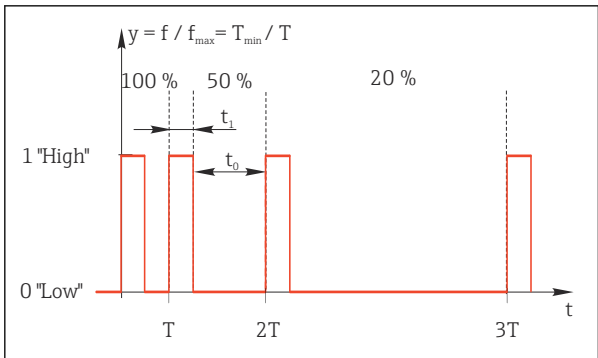 y = f / fmax= Tmin / T
100 % 50 % 20 %
t1
1 "High"
t0
0 "Low"
t
T 2T 3T